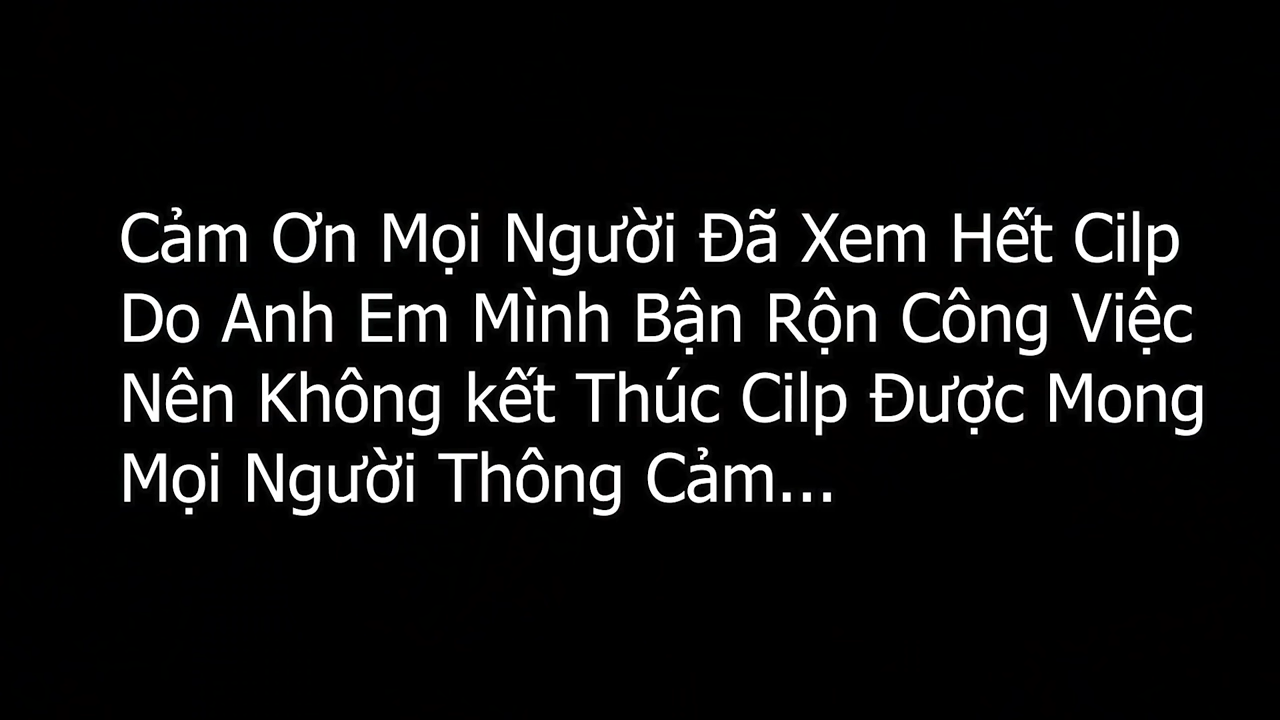 Cảm Ơn Mọi Người Đã Xem Hết Cilp
Do Anh Em Mình Bận Rộn Công Việc
Nên Không kết Thúc Cilp Được Mong
Mọi Người Thông Cảm...